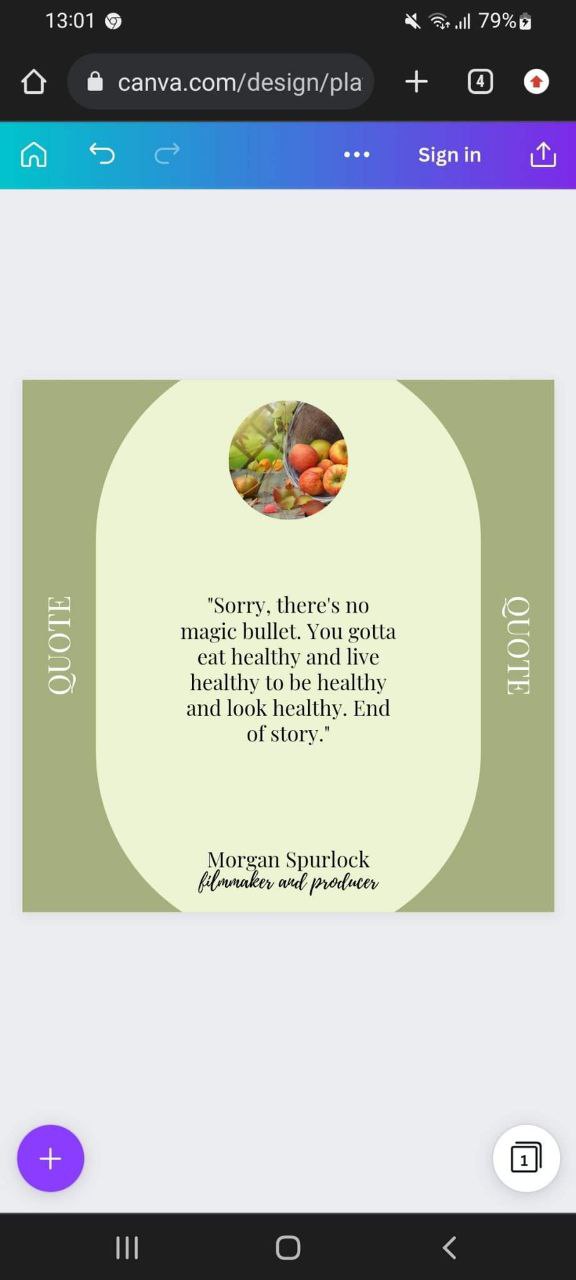 13:01
79%
canva.com/design/pla
4
Sign in
QUOTE
"Sorry, there's no
magic bullet. You gotta
eat healthy and live
healthy to be healthy
and look healthy. End
of story."
QUOTE
Morgan Spurlock
filmmaker and producer
1